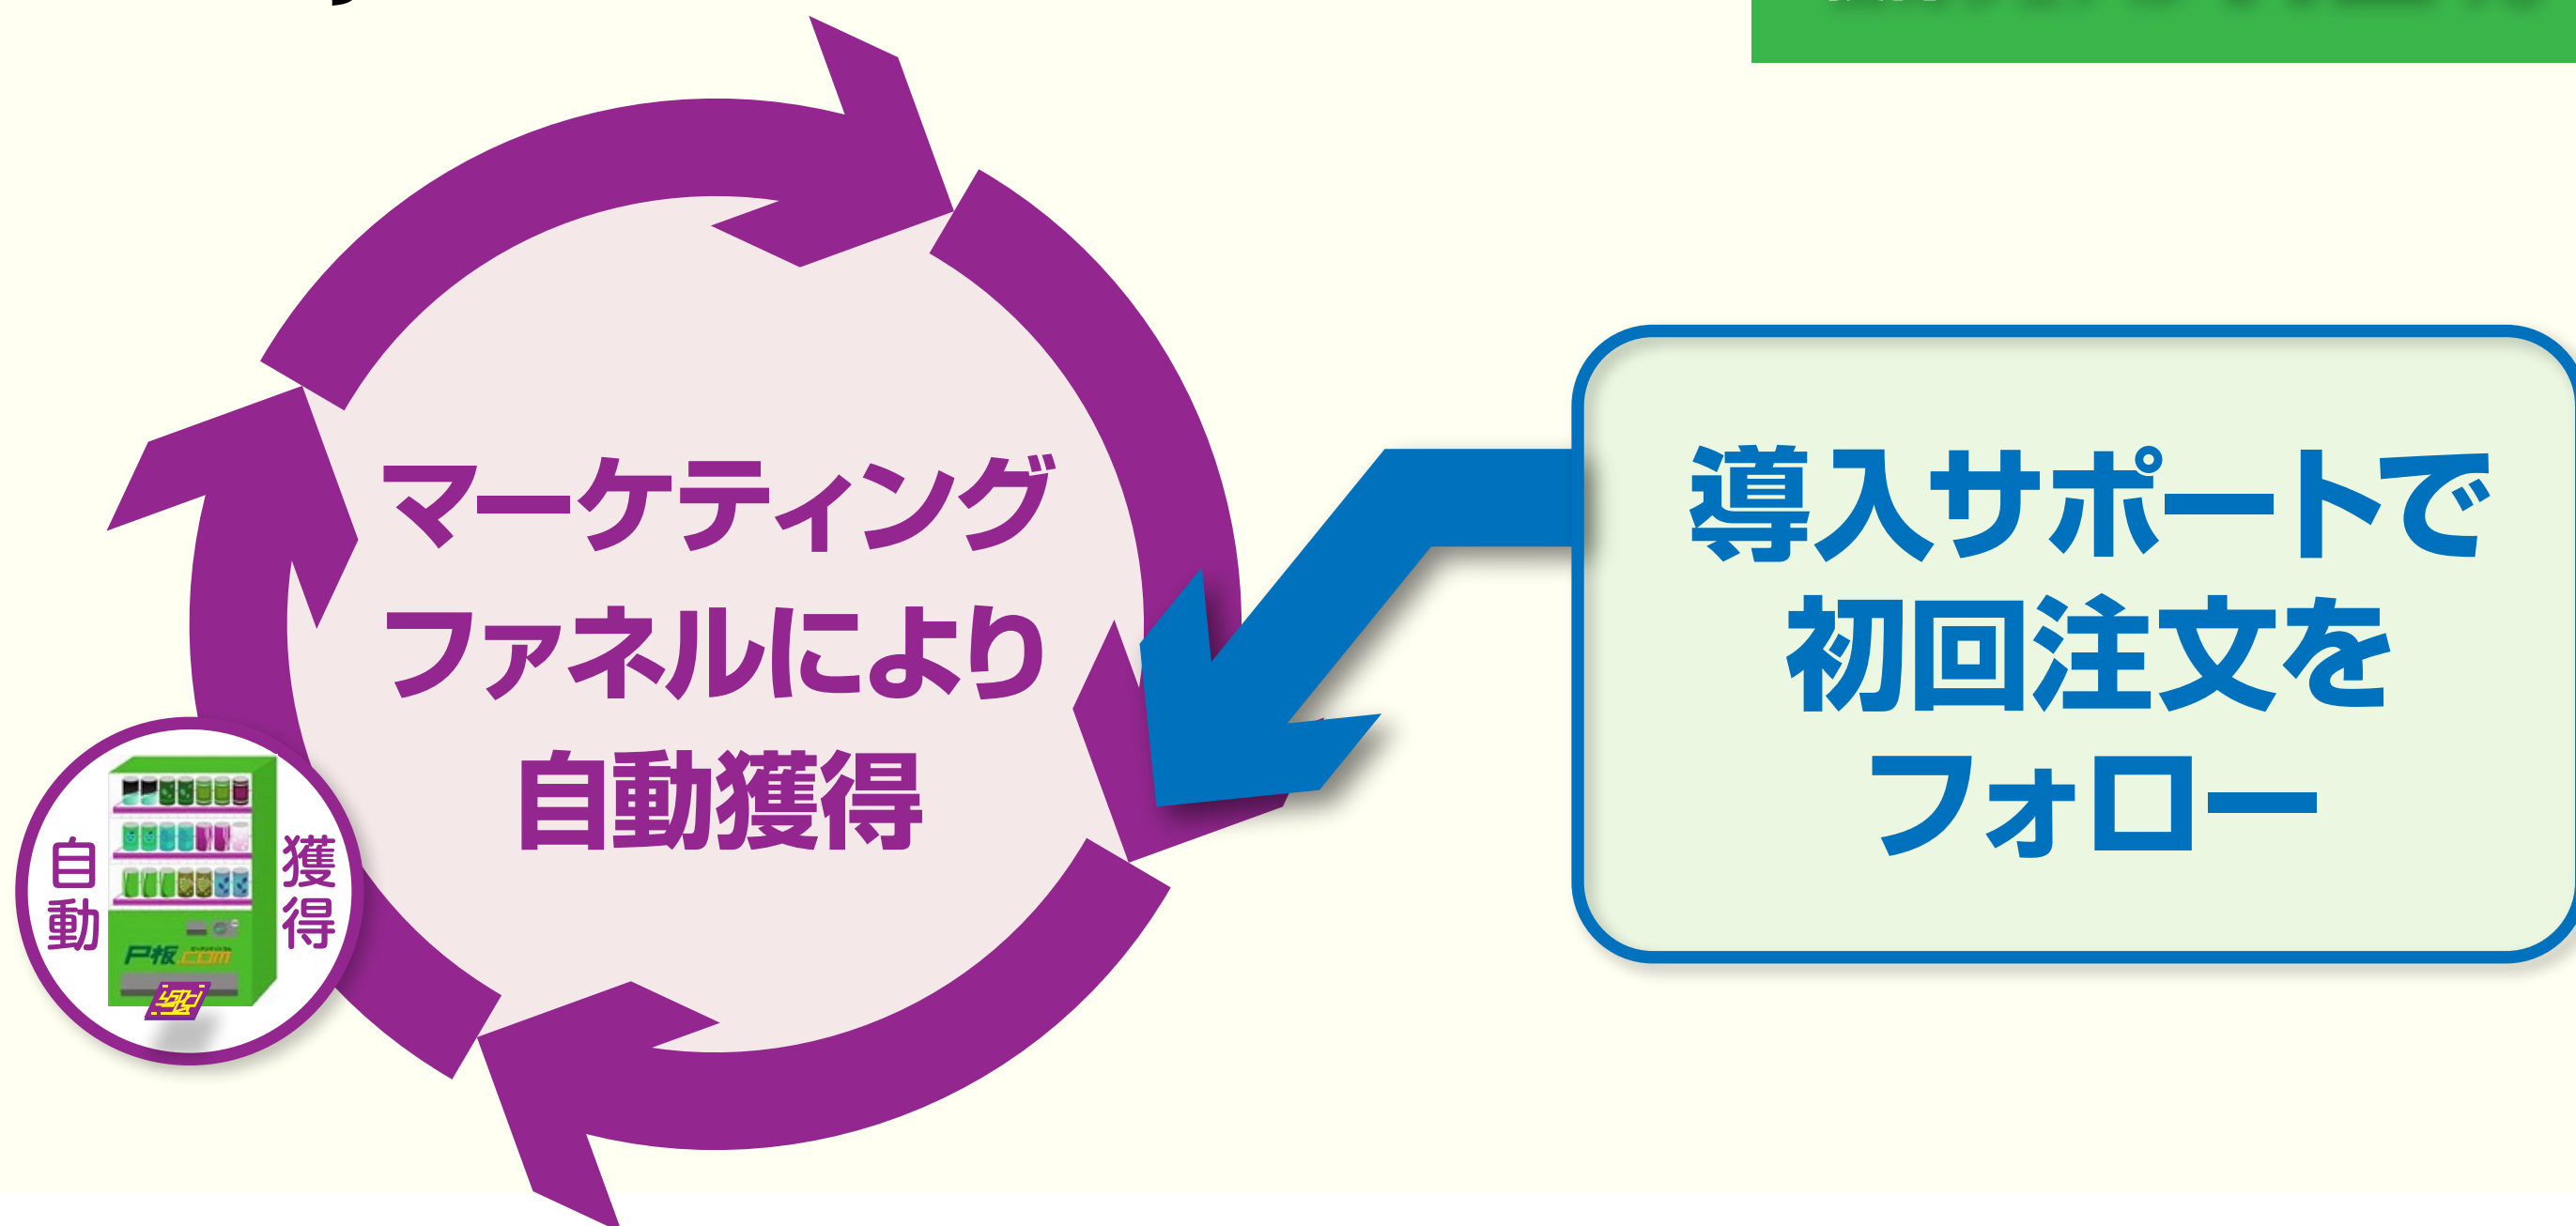 マーケティング
ファネルにより
自動獲得
導入サポートで
初回注文を
フォロー
自動
獲得
P板.com